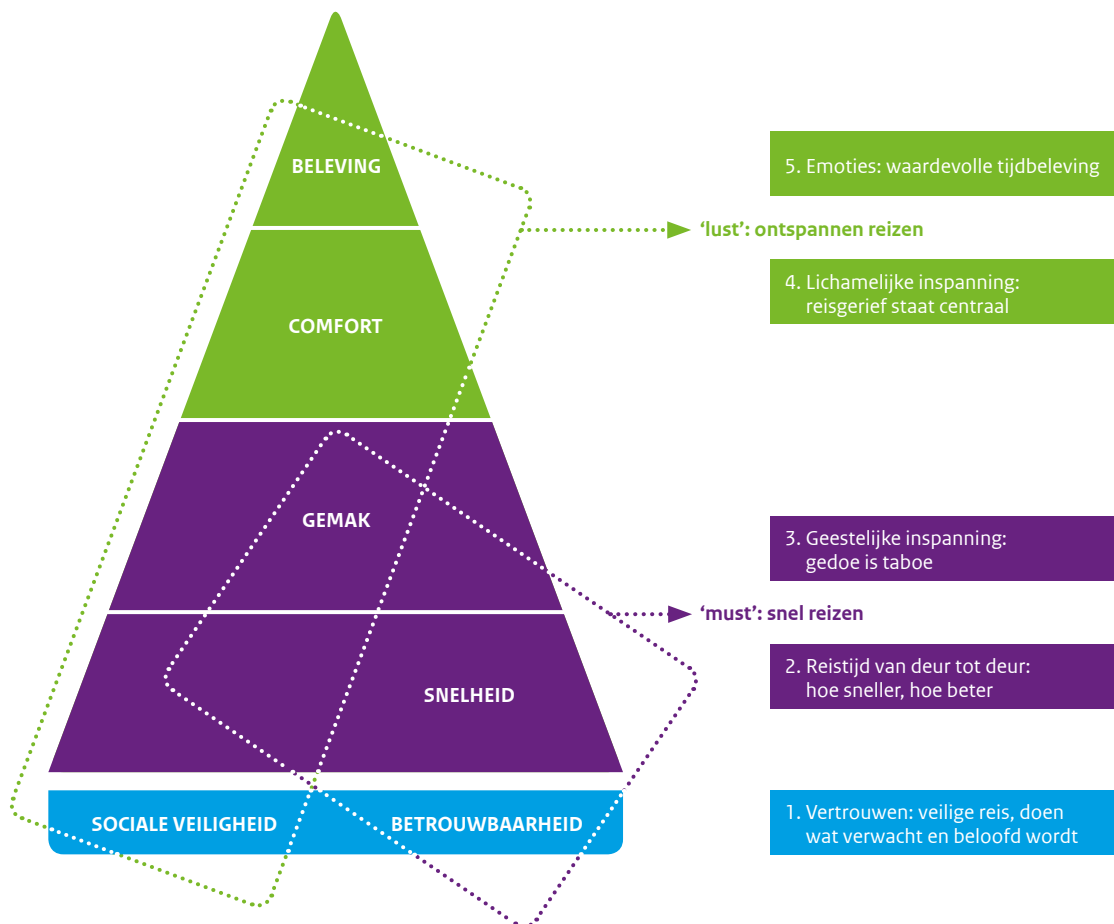 BELEVING
5. Emoties: waardevolle tijdbeleving
‘lust’: ontspannen reizen
4. Lichamelijke inspanning:
reisgerief staat centraal
COMFORT
GEMAK
3. Geestelijke inspanning:
gedoe is taboe
‘must’: snel reizen
2. Reistijd van deur tot deur:
hoe sneller, hoe beter
SNELHEID
1. Vertrouwen: veilige reis, doen
wat verwacht en beloofd wordt
SOCIALE VEILIGHEID
BETROUWBAARHEID